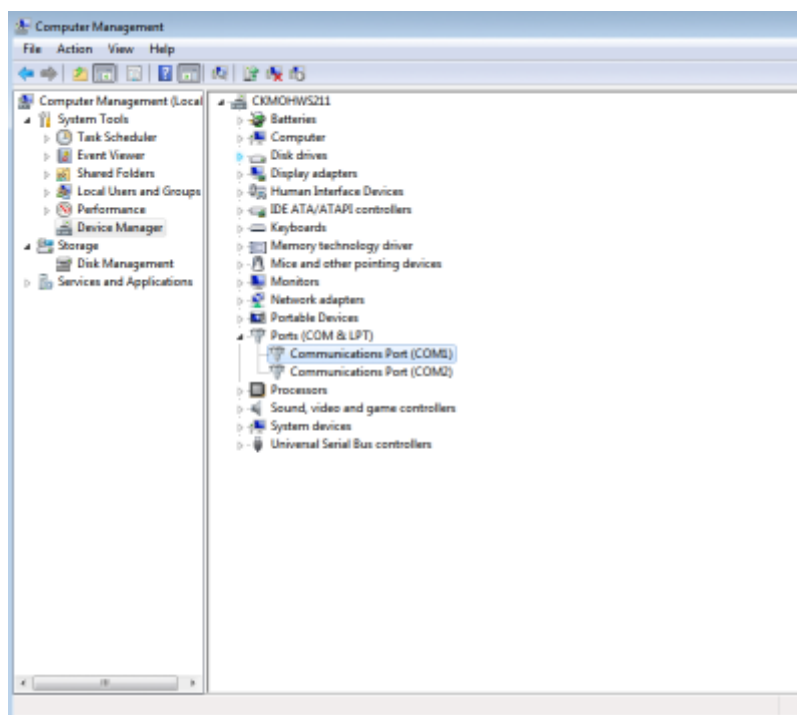 Computer Management
File Action View Help
Computer Management (Local
System Tools
Task Scheduler
Event Viewer
Shared Folders
Local Users and Groups
Performance
Device Manager
Storage
Disk Management
Services and Applications
CKMOHWS211
Batteries
Computer
Disk drives
Display adapters
Human Interface Devices
IDE ATA/ATAPI controllers
Keyboards
Memory technology driver
Mice and other pointing devices
Monitors
Network adapters
Portable Devices
Ports (COM & LPT)
Communications Port (COM1)
Communications Port (COM2)
Processors
Sound, video and game controllers
System devices
Universal Serial Bus controllers